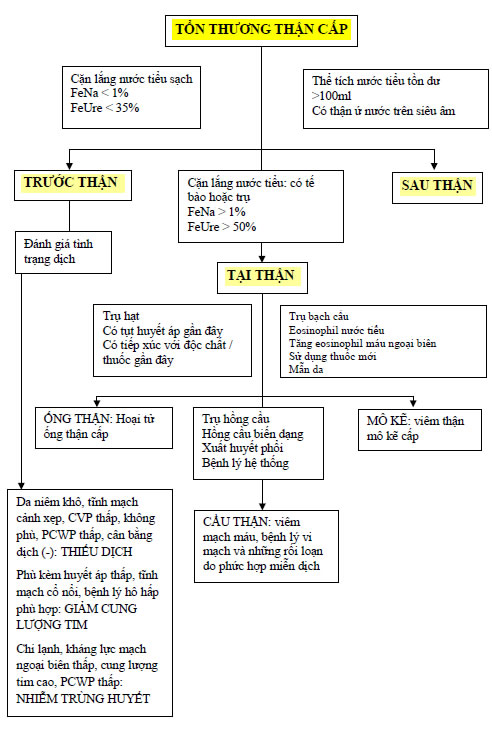 TỔN THƯƠNG THẬN CẤP
Cặn lắng nước tiểu sạch
FeNa < 1%
FeUre < 35%
Thể tích nước tiểu tồn dư
>100ml
Có thận ứ nước trên siêu âm
TRƯỚC THẬN
Cặn lắng nước tiểu: có tế
bào hoặc trụ
FeNa > 1%
FeUre > 50%
SAU THẬN
Đánh giá tình
trạng dịch
TẠI THẬN
Trụ hạt
Có tụt huyết áp gần đây
Có tiếp xúc với độc chất /
thuốc gần đây
Trụ bạch cầu
Eosinophil nước tiểu
Tăng eosinophil máu ngoại biên
Sử dụng thuốc mới
Mẫn da
ỐNG THẬN: Hoại tử
ống thận cấp
Trụ hồng cầu
Hồng cầu biến dạng
Xuất huyết phổi
Bệnh lý hệ thống
MÔ KẼ: viêm thận
mô kẽ cấp
Da niêm khô, tĩnh mạch
cảnh xẹp, CVP thấp, không
phù, PCWP thấp, cân bằng
dịch (-): THIẾU DỊCH
Phù kèm huyết áp thấp, tĩnh
mạch cổ nổi, bệnh lý hô hấp
phù hợp: GIẢM CUNG
LƯỢNG TIM
Chi lạnh, kháng lực mạch
ngoại biên thấp, cung lượng
tim cao, PCWP thấp:
NHIỄM TRÙNG HUYẾT
CẦU THẬN: viêm
mạch máu, bệnh lý vi
mạch và những rối loạn
do phức hợp miễn dịch